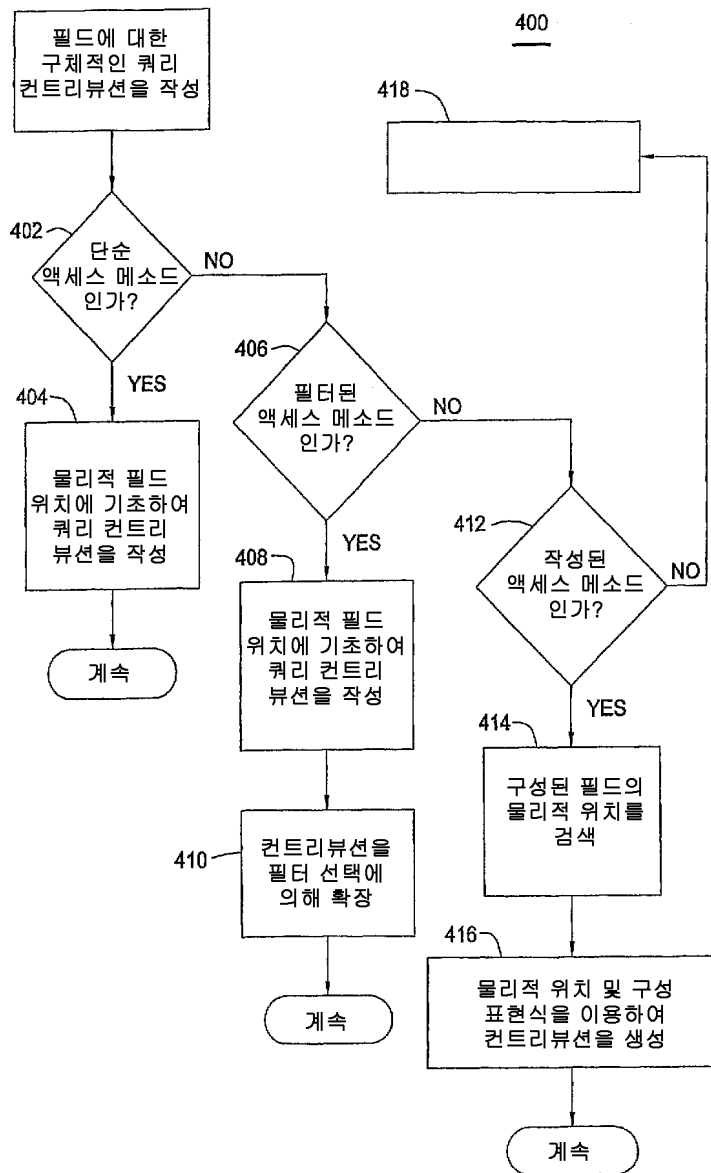 필드에 대한
구체적인 쿼리
컨트리뷰션을 작성
400
418
402
단순
액세스 메소드
인가?
NO
YES
404
물리적 필드
위치에 기초하여
쿼리 컨트리
뷰션을 작성
계속
406
필터된
액세스 메소드
인가?
NO
YES
408
물리적 필드
위치에 기초하여
쿼리 컨트리
뷰션을 작성
410
컨트리뷰션을
필터 선택에
의해 확장
계속
412
작성된
액세스 메소드
인가?
NO
YES
414
구성된 필드의
물리적 위치를
검색
416
물리적 위치 및 구성
표현식을 이용하여
컨트리뷰션을 생성
계속